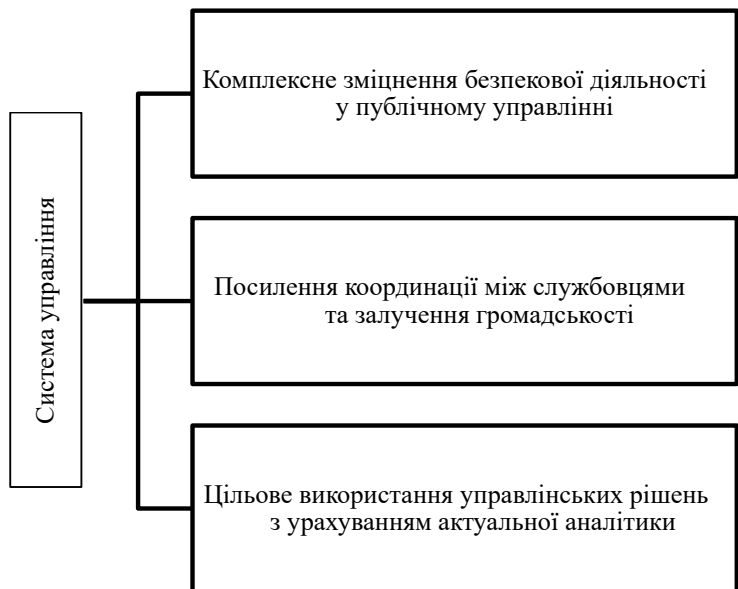 Система управління
Комплексне зміцнення безпекової діяльності
у публічному управлінні
Посилення координації між службовцями
та залучення громадськості
Цільове використання управлінських рішень
з урахуванням актуальної аналітики